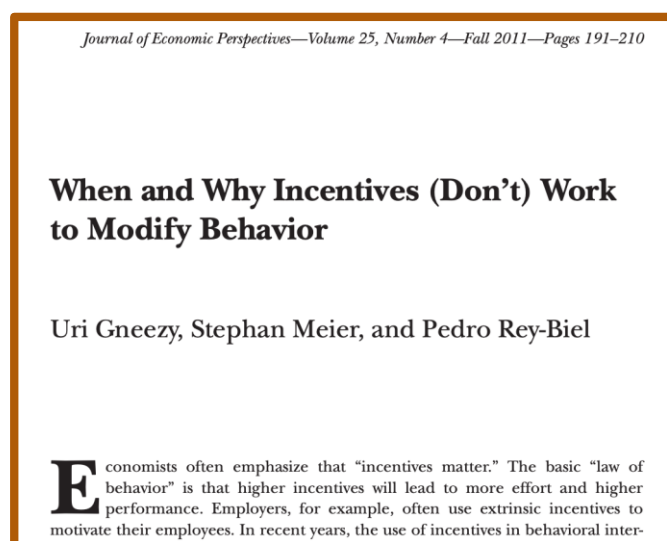 Journal of Economic Perspectives—Volume 25, Number 4—Fall 2011—Pages 191–210
When and Why Incentives (Don’t) Work
to Modify Behavior
Uri Gneezy, Stephan Meier, and Pedro Rey-Biel
Economists often emphasize that “incentives matter.” The basic “law of
behavior” is that higher incentives will lead to more effort and higher
performance. Employers, for example, often use extrinsic incentives to
motivate their employees. In recent years, the use of incentives in behavioral inter-